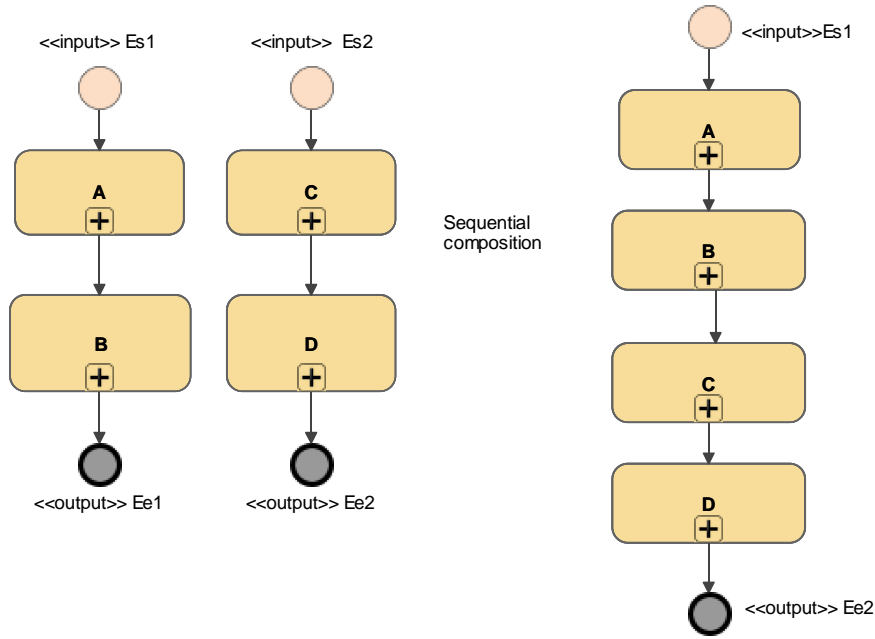 <<input>> Es1
A
B
<<output>> Ee1
<<input>> Es2
C
D
<<output>> Ee2
Sequential
composition
<<input>>Es1
A
B
C
D
<<output>> Ee2